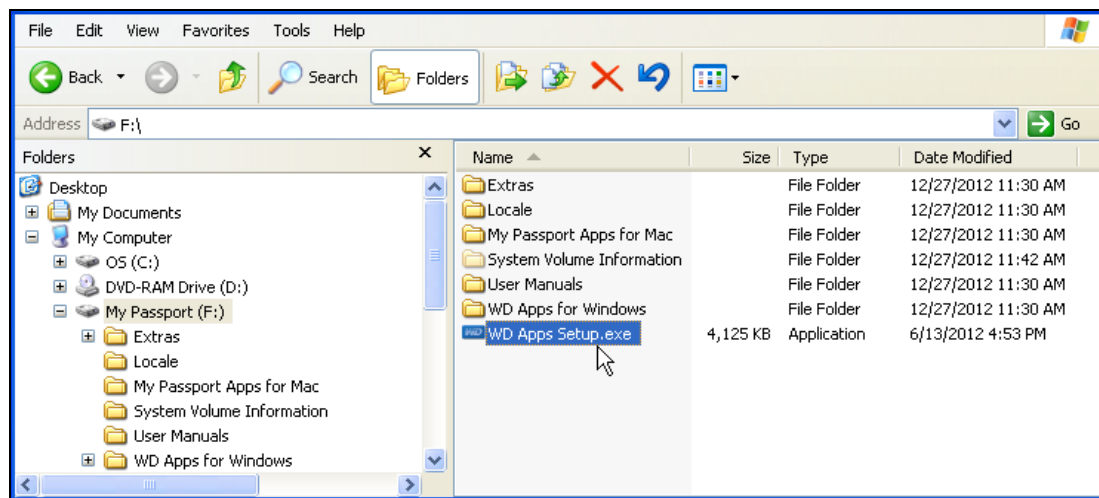 File Edit View Favorites Tools Help
Back Search Folders
Address F:\ Go
Folders
Desktop
My Documents
My Computer
OS (C:)
DVD-RAM Drive (D:)
My Passport (F:)
Extras
Locale
My Passport Apps for Mac
System Volume Information
User Manuals
WD Apps for Windows
Name Size Type Date Modified
Extras File Folder 12/27/2012 11:30 AM
Locale File Folder 12/27/2012 11:30 AM
My Passport Apps for Mac File Folder 12/27/2012 11:30 AM
System Volume Information File Folder 12/27/2012 11:42 AM
User Manuals File Folder 12/27/2012 11:30 AM
WD Apps for Windows File Folder 12/27/2012 11:30 AM
WD WD Apps Setup.exe 4,125 KB Application 6/13/2012 4:53 PM